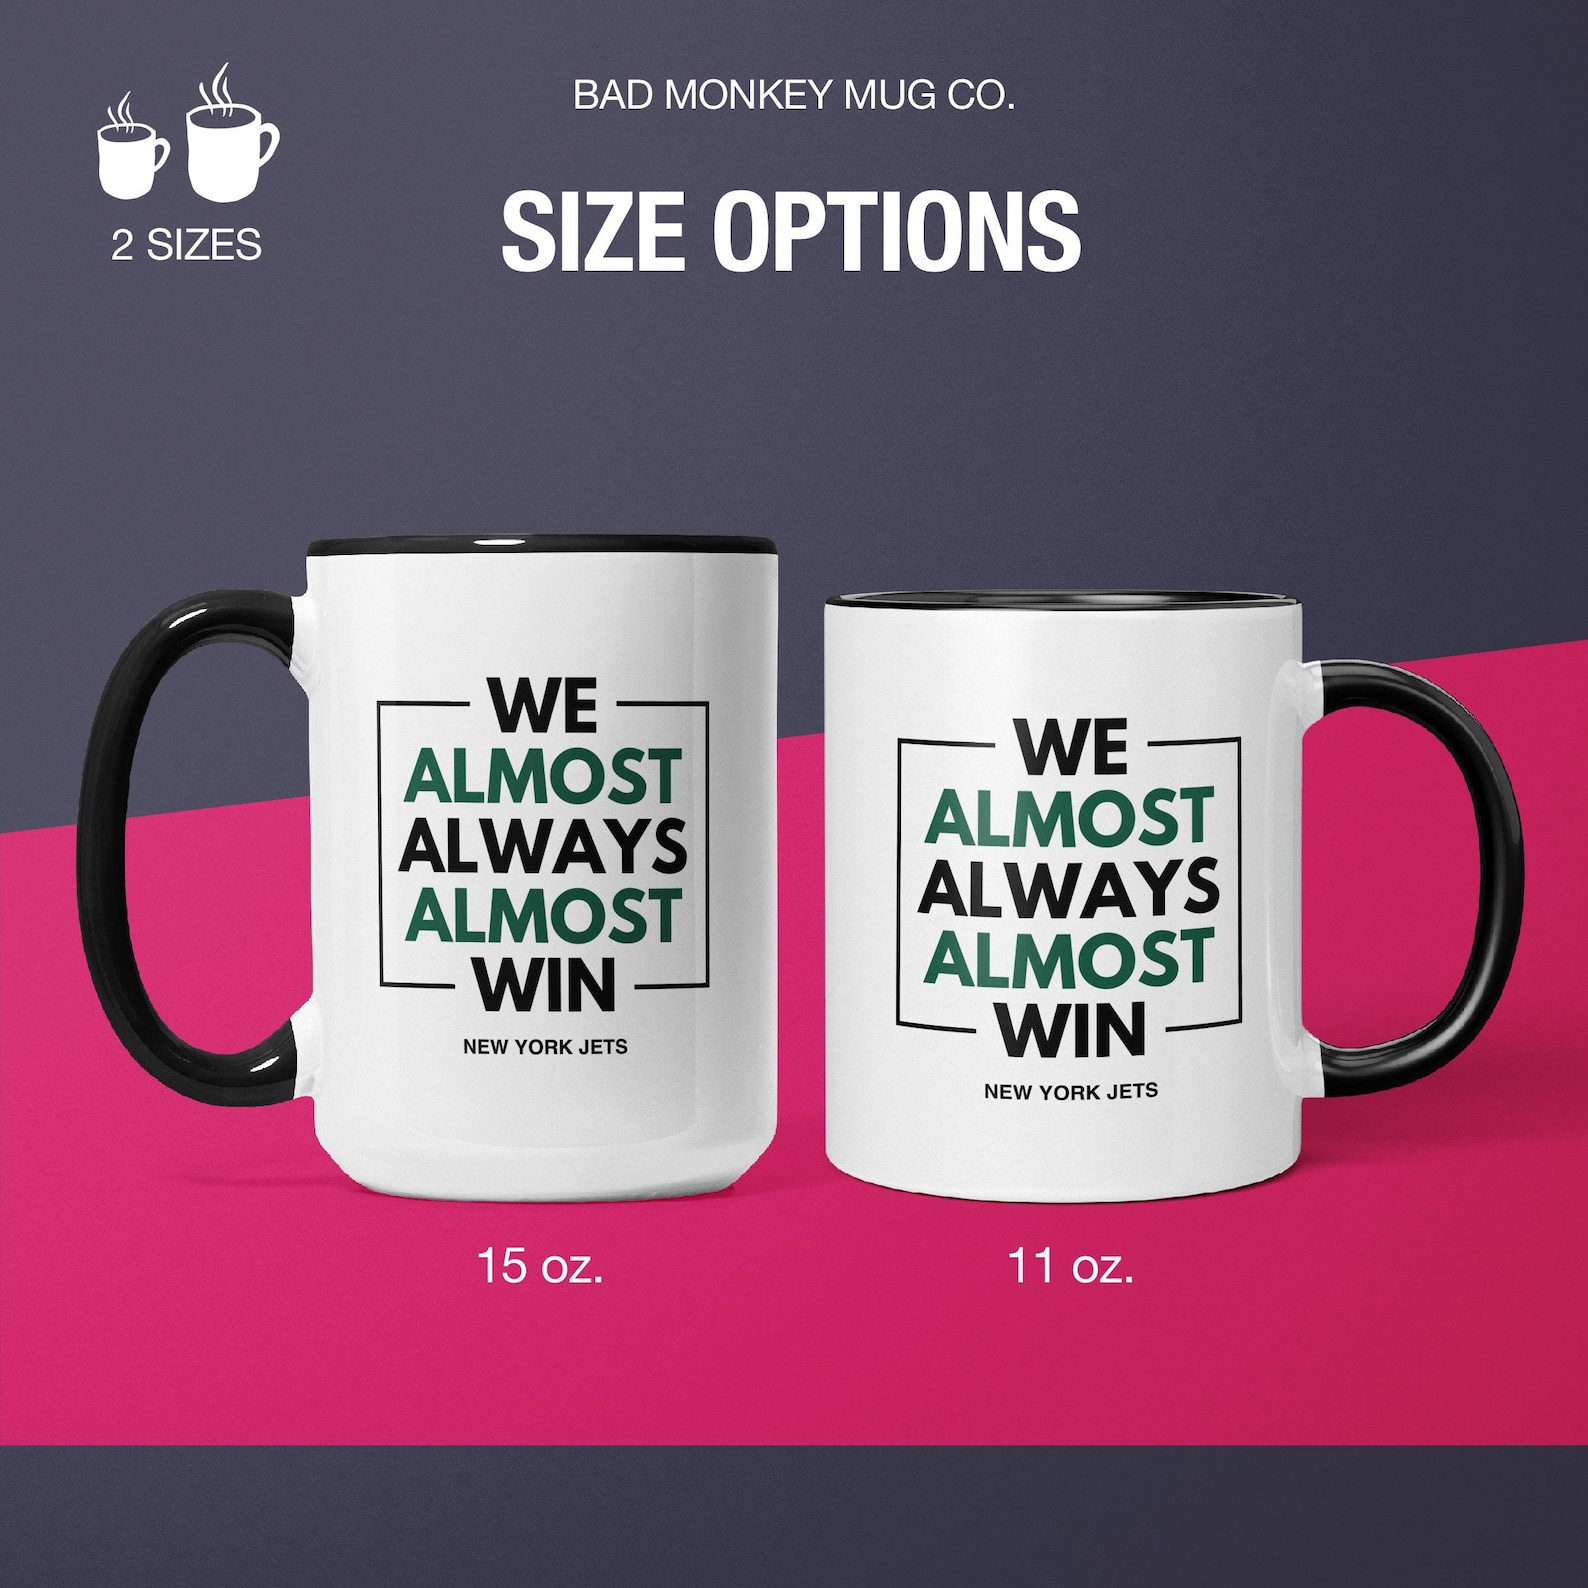 BAD MONKEY MUG CO.
SIZE OPTIONS
2 SIZES
WE
ALMOST
ALWAYS
ALMOST
WIN
NEW YORK JETS
WE
ALMOST
ALWAYS
ALMOST
WIN
NEW YORK JETS
15 oz.
11 oz.